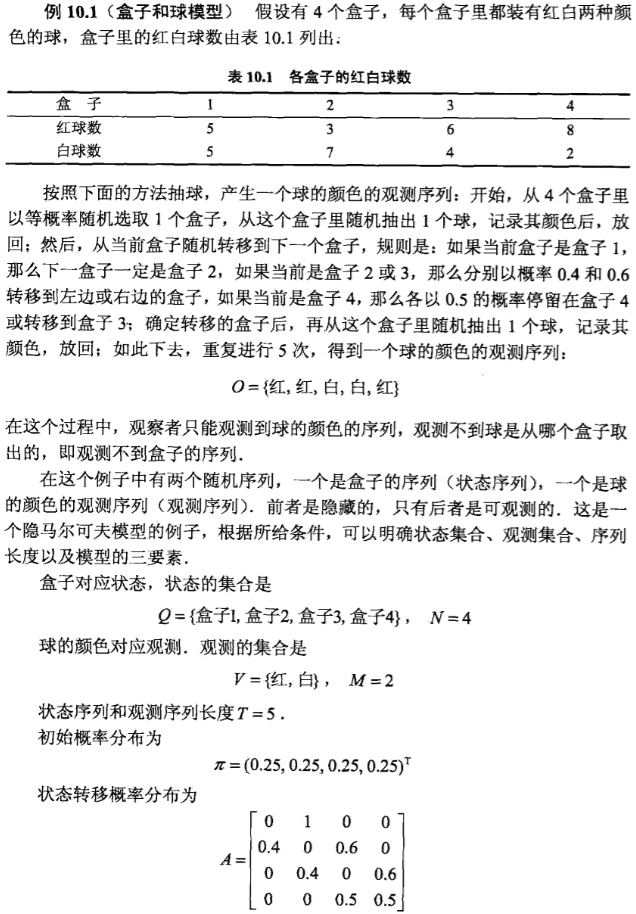 例 10.1（盒子和球模型） 假设有 4 个盒子，每个盒子里都装有红白两种颜
色的球，盒子里的红白球数由表 10.1 列出．
表 10.1 各盒子的红白球数
盒 子 1 2 3 4
红球数 5 3 6 8
白球数 5 7 4 2
按照下面的方法抽球，产生一个球的颜色的观测序列：开始，从 4 个盒子里
以等概率随机选取 1 个盒子，从这个盒子里随机抽出 1 个球，记录其颜色后，放
回；然后，从当前盒子随机转移到下一个盒子，规则是：如果当前盒子是盒子 1，
那么下一盒子一定是盒子 2，如果当前是盒子 2 或 3，那么分别以概率 0.4 和 0.6
转移到左边或右边的盒子，如果当前是盒子 4，那么各以 0.5 的概率停留在盒子 4
或转移到盒子 3；确定转移的盒子后，再从这个盒子里随机抽出 1 个球，记录其
颜色，放回；如此下去，重复进行 5 次，得到一个球的颜色的观测序列：
O = {红, 红, 白, 白, 红}
在这个过程中，观察者只能观测到球的颜色的序列，观测不到球是从哪个盒子取
出的，即观测不到盒子的序列．
在这个例子中有两个随机序列，一个是盒子的序列（状态序列），一个是球
的颜色的观测序列（观测序列）．前者是隐藏的，只有后者是可观测的．这是一
个隐马尔可夫模型的例子，根据所给条件，可以明确状态集合、观测集合、序列
长度以及模型的三要素．
盒子对应状态，状态的集合是
Q = {盒子1, 盒子2, 盒子3, 盒子4}， N = 4
球的颜色对应观测．观测的集合是
V = {红, 白}， M = 2
状态序列和观测序列长度 T = 5．
初始概率分布为
π = (0.25, 0.25, 0.25, 0.25)ᵀ
状态转移概率分布为
0 1 0 0
0.4 0 0.6 0
A =
0 0.4 0 0.6
0 0 0.5 0.5